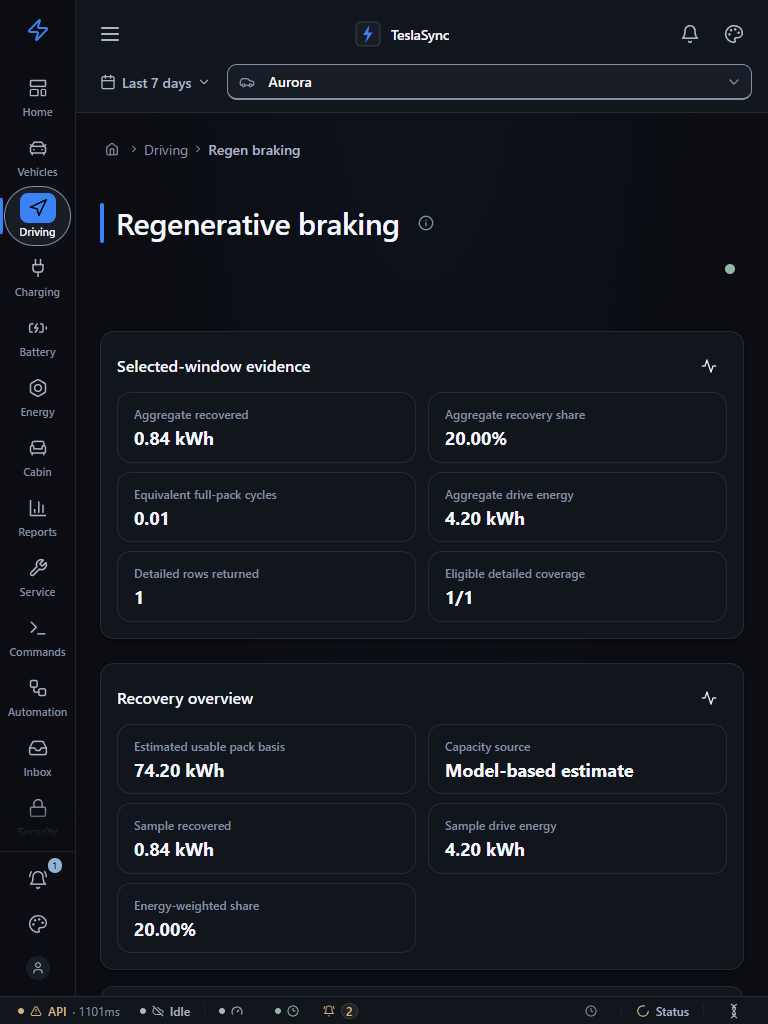 TeslaSync
Last 7 days
Aurora
Home
Vehicles
Driving
Charging
Battery
Energy
Cabin
Reports
Service
Commands
Automation
Inbox
Security
1
Driving
Regen braking
Regenerative braking
Selected-window evidence
Aggregate recovered
0.84 kWh
Aggregate recovery share
20.00%
Equivalent full-pack cycles
0.01
Aggregate drive energy
4.20 kWh
Detailed rows returned
1
Eligible detailed coverage
1/1
Recovery overview
Estimated usable pack basis
74.20 kWh
Capacity source
Model-based estimate
Sample recovered
0.84 kWh
Sample drive energy
4.20 kWh
Energy-weighted share
20.00%
API · 1101ms
Idle
2
Status